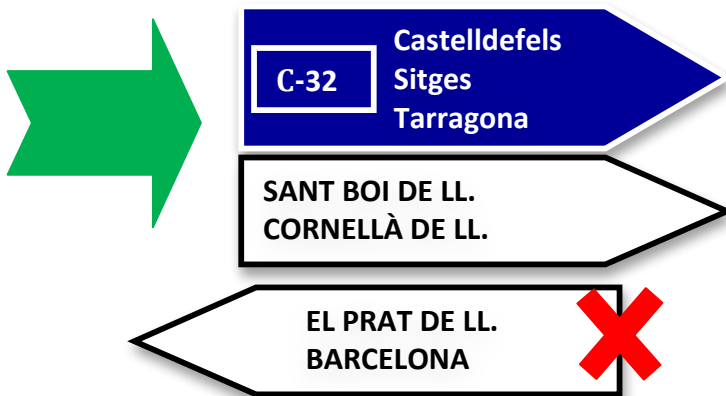 C-32
Castelldefels
Sitges
Tarragona
SANT BOI DE LL.
CORNELLÀ DE LL.
EL PRAT DE LL.
BARCELONA